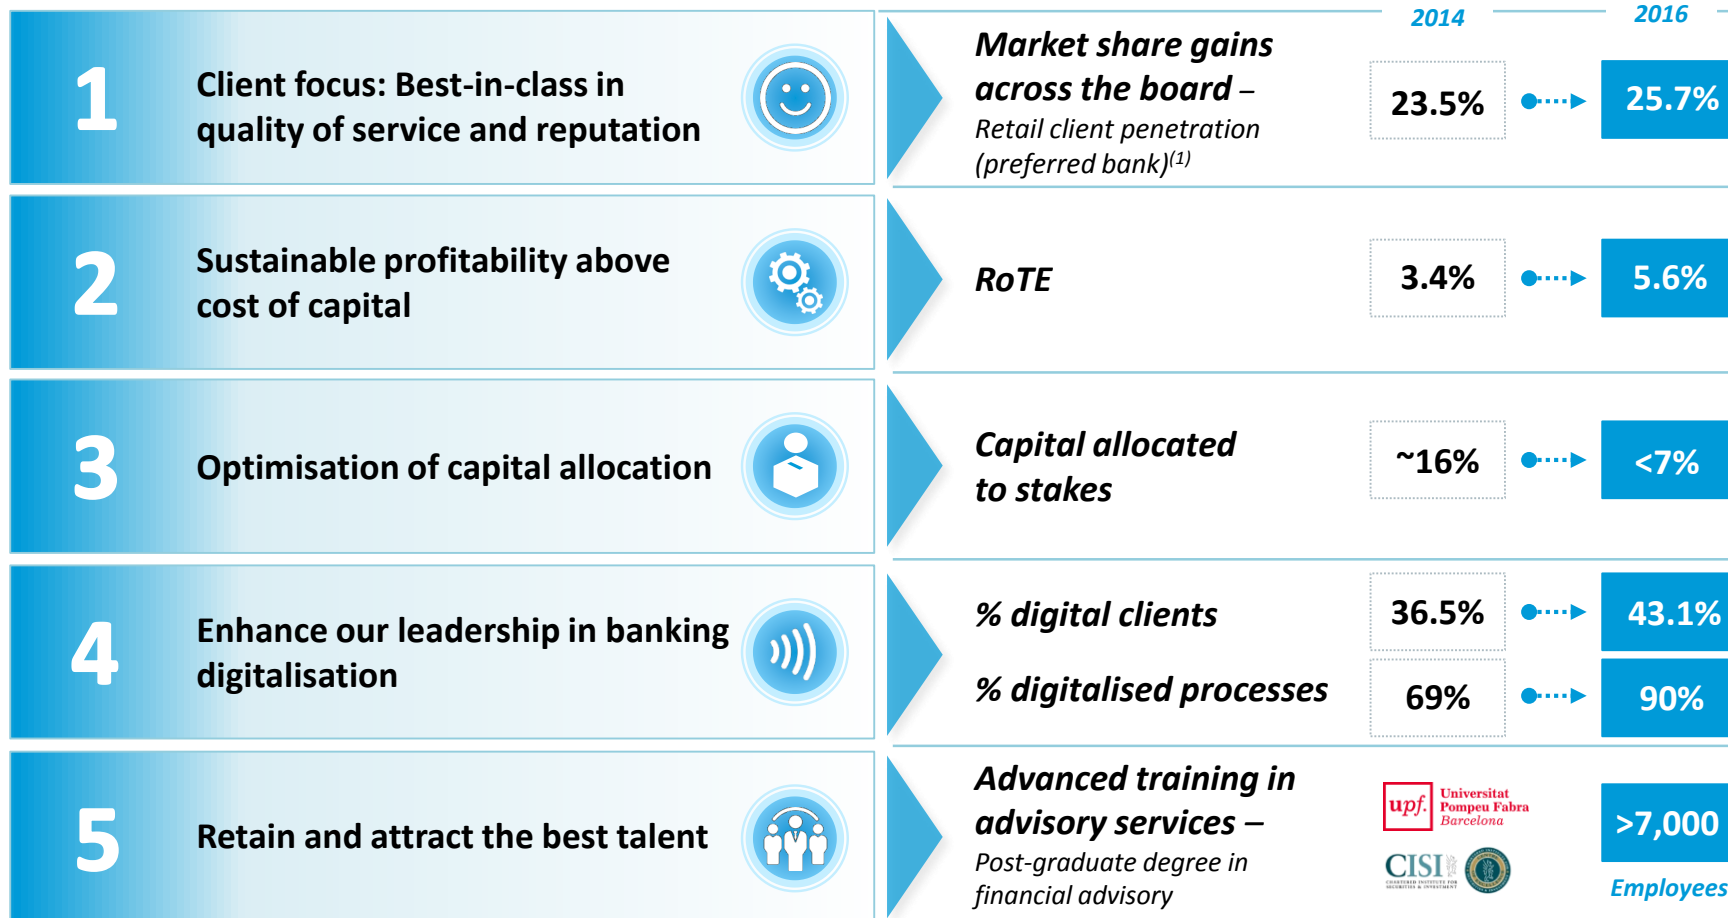 2014
2016
1
Client focus: Best-in-class in
quality of service and reputation
Market share gains
across the board –
Retail client penetration
(preferred bank)(1)
23.5%
25.7%
2
Sustainable profitability above
cost of capital
RoTE
3.4%
5.6%
3
Optimisation of capital allocation
Capital allocated
to stakes
~16%
<7%
4
Enhance our leadership in banking
digitalisation
% digital clients
36.5%
43.1%
% digitalised processes
69%
90%
5
Retain and attract the best talent
Advanced training in
advisory services –
Post-graduate degree in
financial advisory
upf.
Universitat
Pompeu Fabra
Barcelona
CISI
CHARTERED INSTITUTE FOR
SECURITIES & INVESTMENT
>7,000
Employees